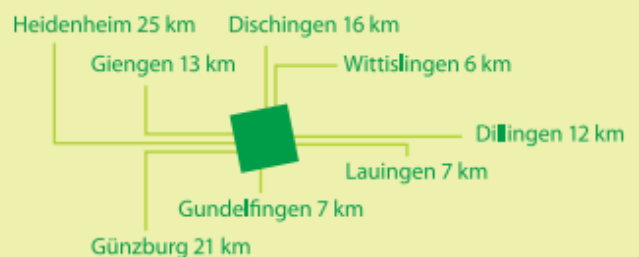 Heidenheim 25 km
Dischingen 16 km
Giengen 13 km
Wittislingen 6 km
Dillingen 12 km
Lauingen 7 km
Gundelfingen 7 km
Günzburg 21 km